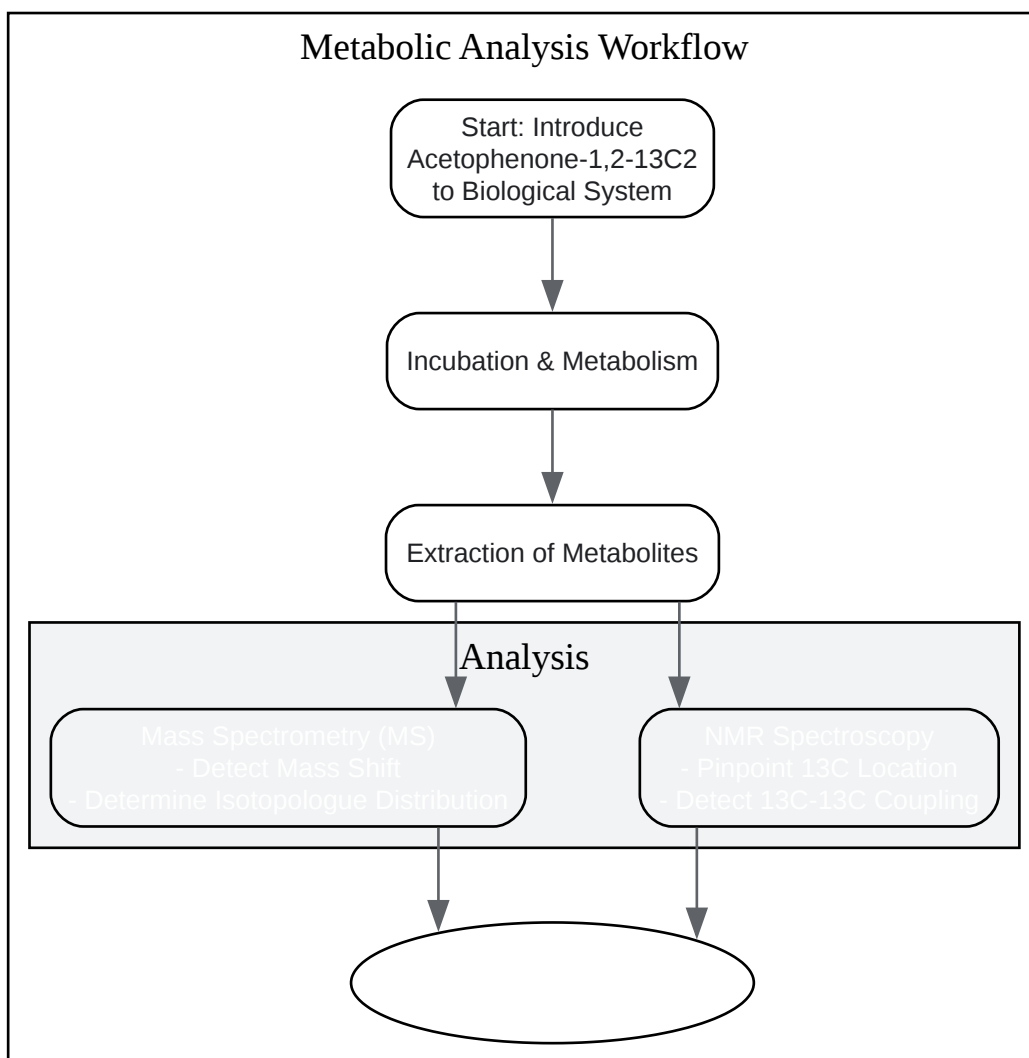 Metabolic Analysis Workflow
Start: Introduce
Acetophenone-1,2-13C2
to Biological System
Incubation & Metabolism
Extraction of Metabolites
Analysis
Mass Spectrometry (MS)
- Detect Mass Shift
- Determine Isotopologue Distribution
NMR Spectroscopy
- Pinpoint 13C Location
- Detect 13C-13C Coupling